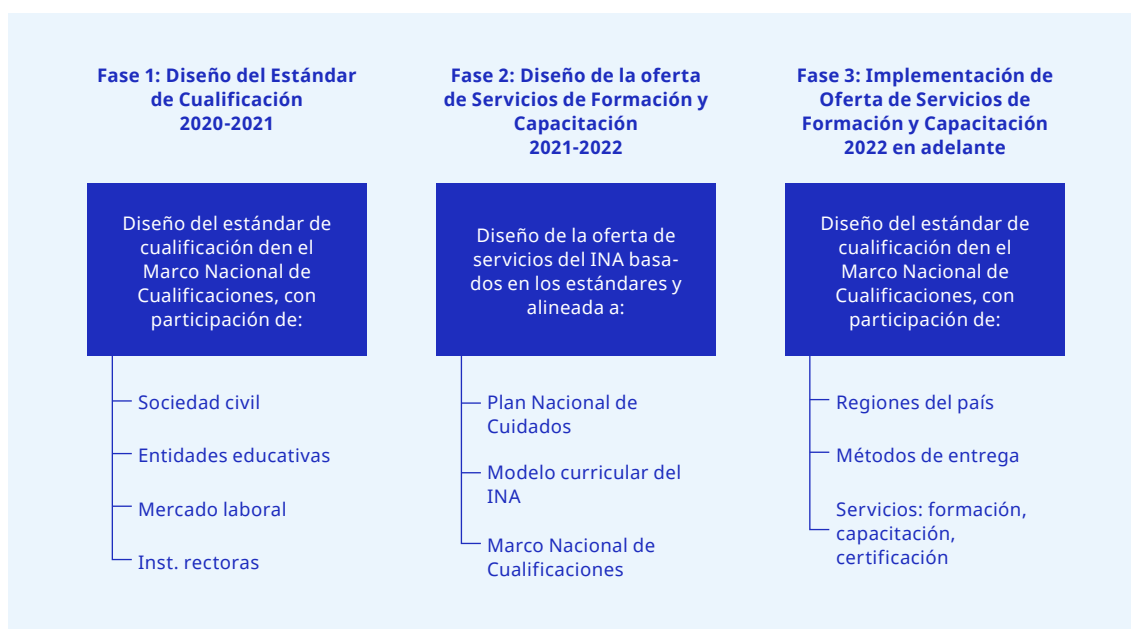 Fase 1: Diseño del Estándar
de Cualificación
2020-2021
Diseño del estándar de
cualificación den el
Marco Nacional de
Cualificaciones, con
participación de:
Sociedad civil
Entidades educativas
Mercado laboral
Inst. rectoras
Fase 2: Diseño de la oferta
de Servicios de Formación y
Capacitación
2021-2022
Diseño de la oferta de
servicios del INA basa-
dos en los estándares y
alineada a:
Plan Nacional de
Cuidados
Modelo curricular del
INA
Marco Nacional de
Cualificaciones
Fase 3: Implementación de
Oferta de Servicios de
Formación y Capacitación
2022 en adelante
Diseño del estándar de
cualificación den el
Marco Nacional de
Cualificaciones, con
participación de:
Regiones del país
Métodos de entrega
Servicios: formación,
capacitación,
certificación